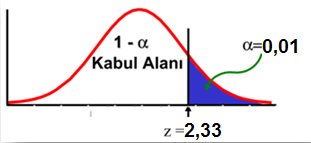 1 - α
Kabul Alanı
α=0,01
z =2,33